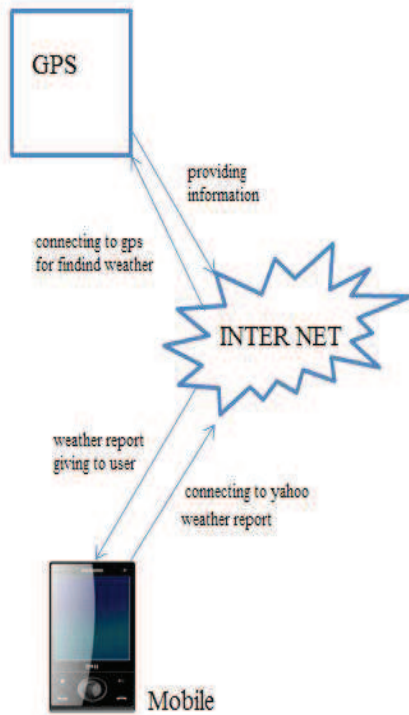 GPS
providing
information
connecting to gps
for findind weather
INTER NET
weather report
giving to user
connecting to yahoo
weather report
Mobile